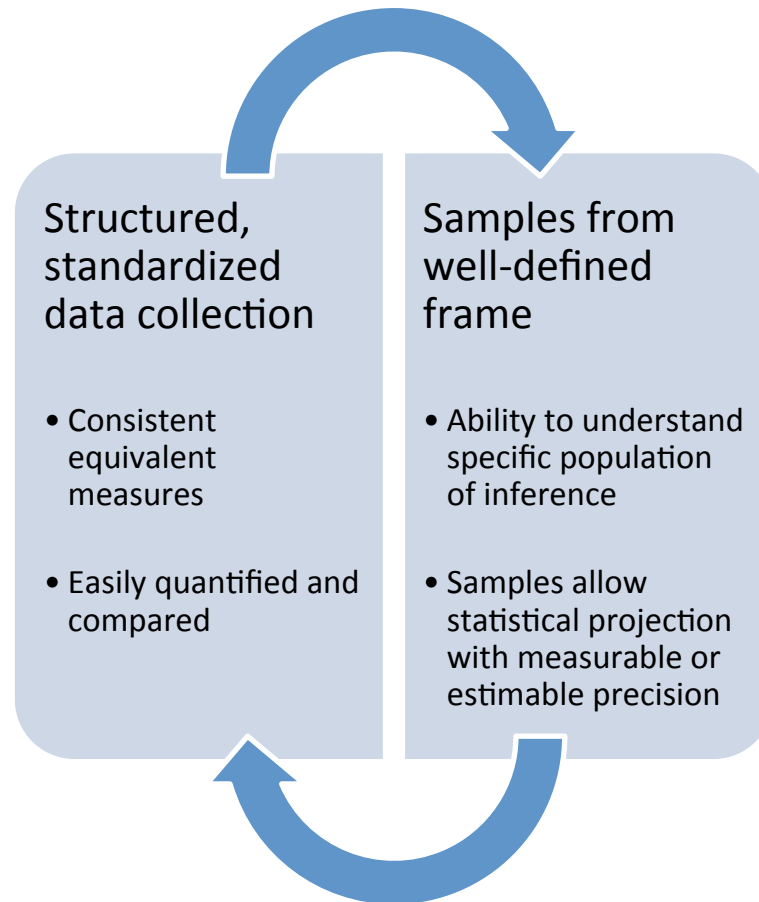 Structured,
standardized
data collection
• Consistent
equivalent
measures
• Easily quantified and
compared
Samples from
well-defined
frame
• Ability to understand
specific population
of inference
• Samples allow
statistical projection
with measurable or
estimable precision